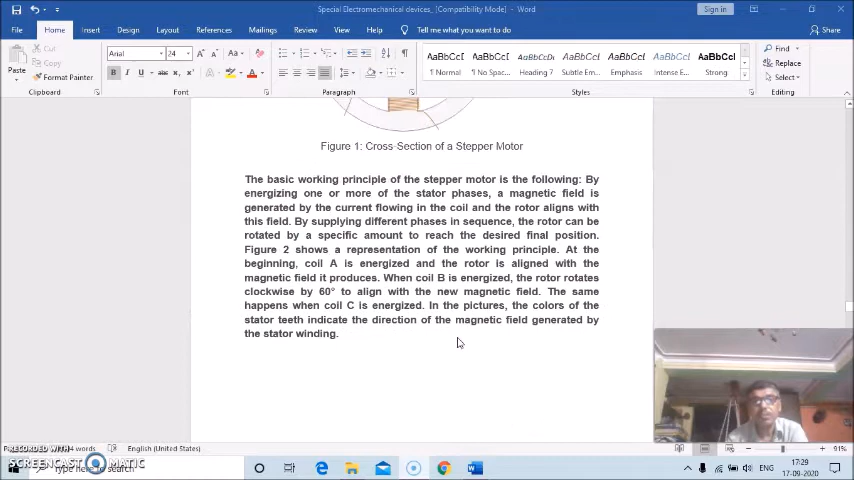 Special Electromechanical devices_ [Compatibility Mode] - Word
Sign in
File Home Insert Design Layout References Mailings Review View Help Tell me what you want to do
Share
Cut
Copy
Format Painter
Paste
Clipboard
Arial 24
Font
Paragraph
AaBbCcI AaBbCcI AaBbCcI AaBbCcI AaBbCcI AaBbCcI AaBbCcI
¶ Normal ¶ No Spac... Heading 7 Subtle Em... Emphasis Intense E... Strong
Styles
Find
Replace
Select
Editing
Figure 1: Cross-Section of a Stepper Motor
The basic working principle of the stepper motor is the following: By
energizing one or more of the stator phases, a magnetic field is
generated by the current flowing in the coil and the rotor aligns with
this field. By supplying different phases in sequence, the rotor can be
rotated by a specific amount to reach the desired final position.
Figure 2 shows a representation of the working principle. At the
beginning, coil A is energized and the rotor is aligned with the
magnetic field it produces. When coil B is energized, the rotor rotates
clockwise by 60° to align with the new magnetic field. The same
happens when coil C is energized. In the pictures, the colors of the
stator teeth indicate the direction of the magnetic field generated by
the stator winding.
words English (United States)
91%
RECORDED WITH
SCREENCAST MATIC
Type here to search
ENG
17:29
17-09-2020